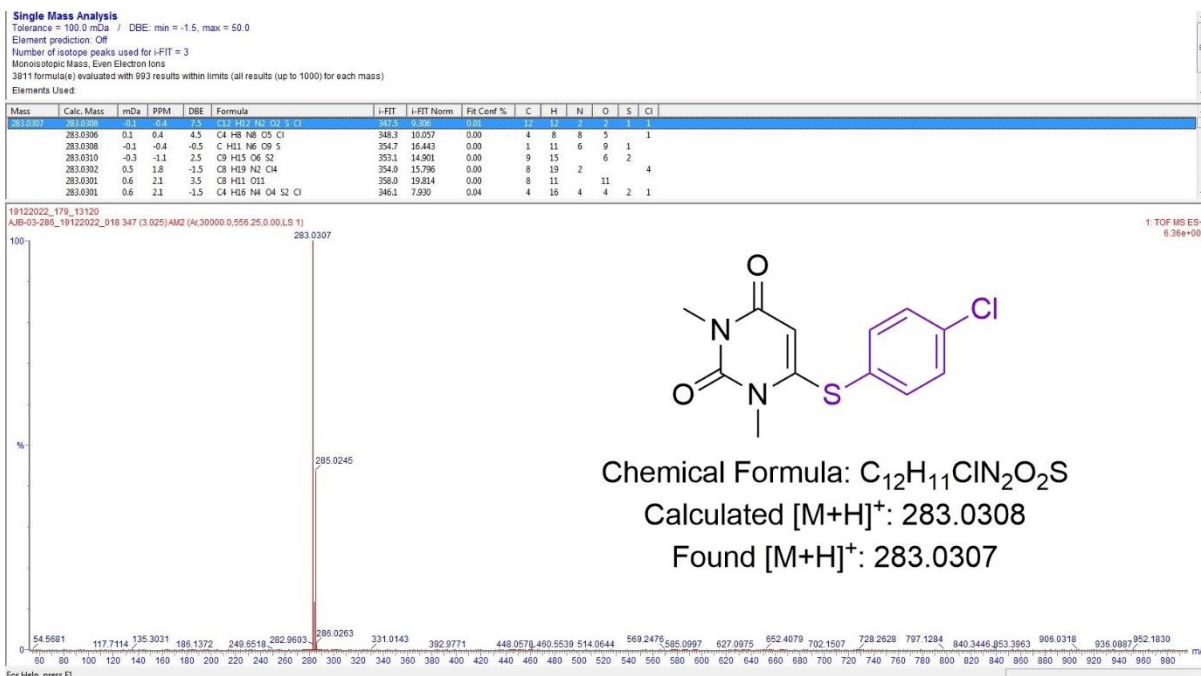 Single Mass Analysis
Tolerance = 100.0 mDa / DBE: min = -1.5, max = 50.0
Element prediction: Off
Number of isotope peaks used for i-FIT = 3
Monoisotopic Mass, Even Electron Ions
3811 formula(e) evaluated with 993 results within limits (all results (up to 1000) for each mass)
Elements Used:
Mass Calc. Mass mDa PPM DBE Formula i-FIT i-FIT Norm Fit Conf % C H N O S Cl
283.0307 283.0308 -0.1 -0.4 7.5 C12 H12 N2 O2 S Cl 347.5 9.306 0.01 12 12 2 2 1 1
283.0306 0.1 0.4 4.5 C4 H8 N8 O5 Cl 348.3 10.057 0.00 4 8 8 5 1
283.0308 -0.1 -0.4 -0.5 C H11 N6 O9 S 354.7 16.443 0.00 1 11 6 9 1
283.0310 -0.3 -1.1 2.5 C9 H15 O6 S2 353.1 14.901 0.00 9 15 6 2
283.0302 0.5 1.8 -1.5 C8 H19 N2 Cl4 354.0 15.796 0.00 8 19 2 4
283.0301 0.6 2.1 3.5 C8 H11 O11 358.0 19.814 0.00 8 11 11
283.0301 0.6 2.1 -1.5 C4 H16 N4 O4 S2 Cl 346.1 7.930 0.04 4 16 4 4 2 1
19122022_179_13120
AJB-03-286_19122022_018 347 (3.025) AM2 (Ar,30000.0,556.25,0.00,LS 1)
1: TOF MS ES+
6.36e+00
100
283.0307
%
285.0245
O
N
O
N
S
Cl
Chemical Formula: C₁₂H₁₁ClN₂O₂S
Calculated [M+H]⁺: 283.0308
Found [M+H]⁺: 283.0307
54.5681 117.7114 135.3031 186.1372 249.6518 282.9603 286.0263 331.0143 392.9771 448.0578 460.5539 514.0644 569.2476 585.0997 627.0975 652.4079 702.1507 728.2628 797.1284 840.3446 853.3963 906.0318 936.0887 952.1830
0
60 80 100 120 140 160 180 200 220 240 260 280 300 320 340 360 380 400 420 440 460 480 500 520 540 560 580 600 620 640 660 680 700 720 740 760 780 800 820 840 860 880 900 920 940 960 980
For Help, press F1